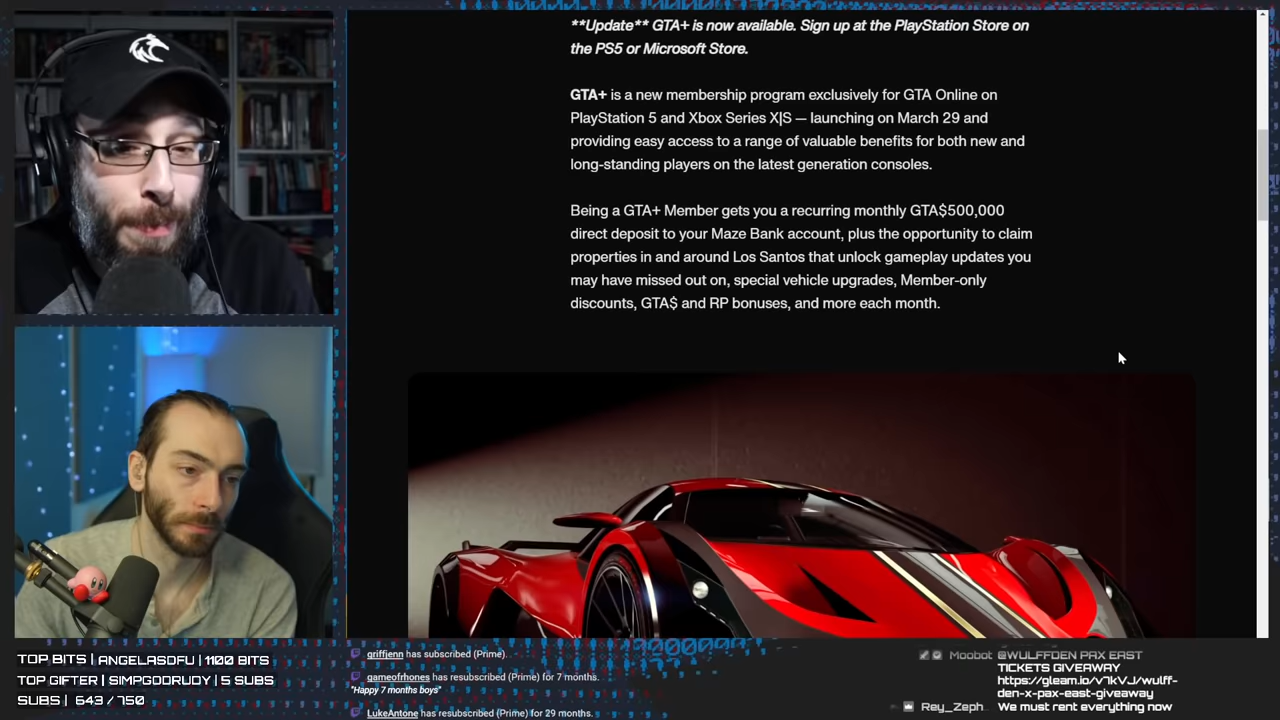 **Update** GTA+ is now available. Sign up at the PlayStation Store on
the PS5 or Microsoft Store.
GTA+ is a new membership program exclusively for GTA Online on
PlayStation 5 and Xbox Series X|S — launching on March 29 and
providing easy access to a range of valuable benefits for both new and
long-standing players on the latest generation consoles.
Being a GTA+ Member gets you a recurring monthly GTA$500,000
direct deposit to your Maze Bank account, plus the opportunity to claim
properties in and around Los Santos that unlock gameplay updates you
may have missed out on, special vehicle upgrades, Member-only
discounts, GTA$ and RP bonuses, and more each month.
TOP BITS | ANGELASDFU | 1100 BITS
TOP GIFTER | SIMPGODRUDY | 5 SUBS
SUBS | 643 / 750
griffjenn has subscribed (Prime).
gameofrhones has resubscribed (Prime) for 7 months.
"Happy 7 months boys"
LukeAntone has resubscribed (Prime) for 29 months.
Moobot @WULFFDEN PAX EAST
TICKETS GIVEAWAY
https://gleam.io/v7kVJ/wulff-
den-x-pax-east-giveaway
Rey_Zeph We must rent everything now